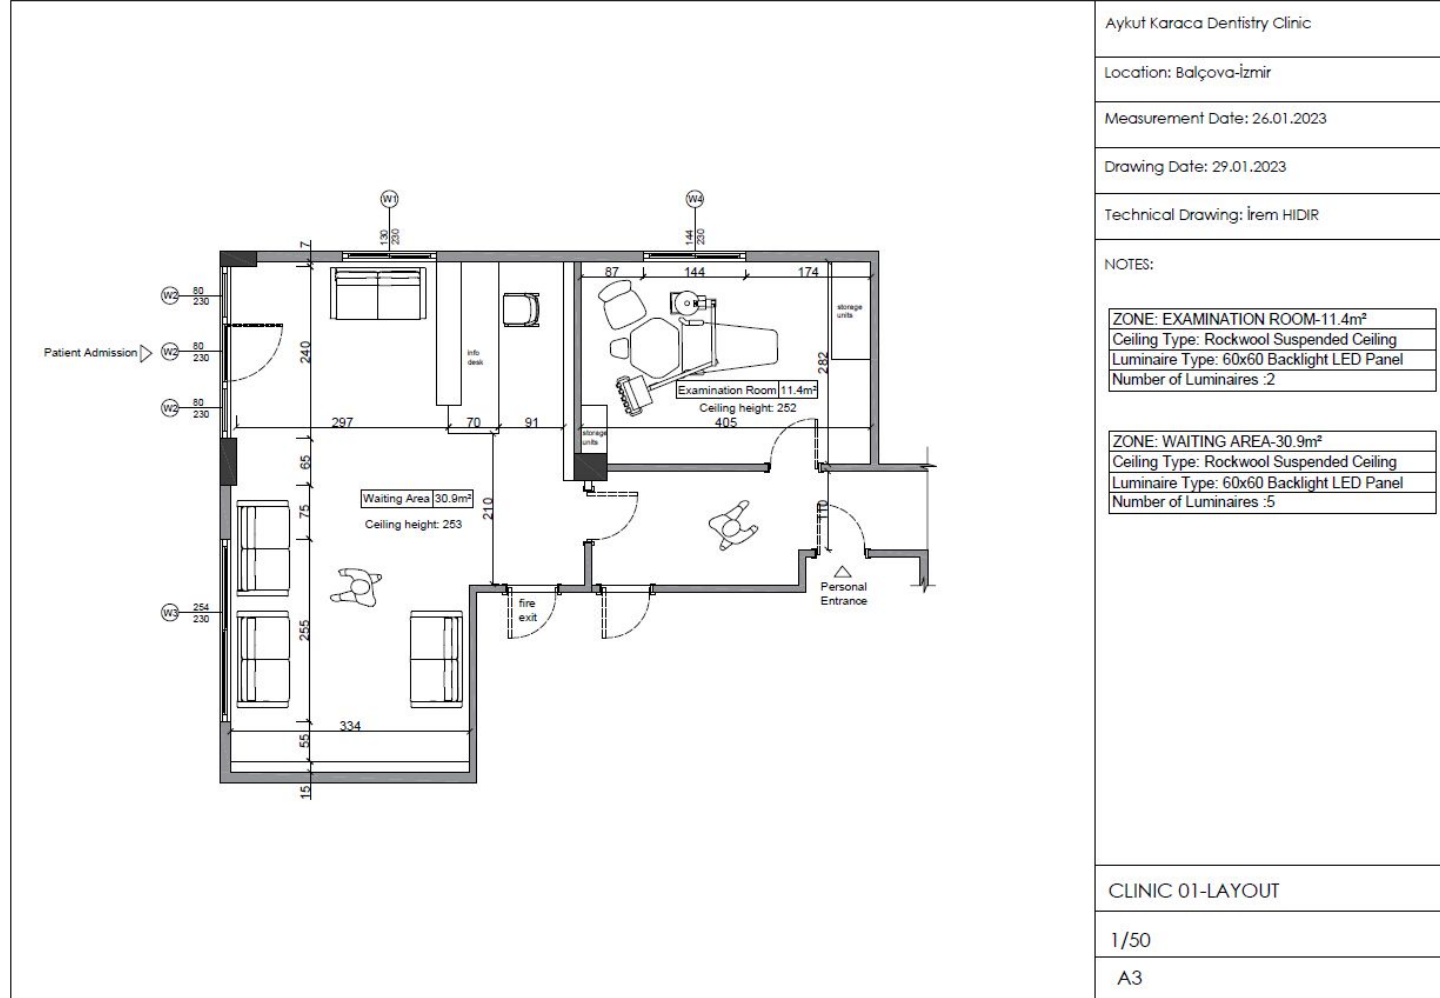 Aykut Karaca Dentistry Clinic
Location: Balçova-İzmir
Measurement Date: 26.01.2023
Drawing Date: 29.01.2023
Technical Drawing: İrem HIDIR
NOTES:
ZONE: EXAMINATION ROOM-11.4m²
Ceiling Type: Rockwool Suspended Ceiling
Luminaire Type: 60x60 Backlight LED Panel
Number of Luminaires :2
ZONE: WAITING AREA-30.9m²
Ceiling Type: Rockwool Suspended Ceiling
Luminaire Type: 60x60 Backlight LED Panel
Number of Luminaires :5
CLINIC 01-LAYOUT
1/50
A3
W1
130
230
W4
144
230
7
87
144
174
W2
80
230
storage
units
Patient Admission
W2
80
230
240
info
desk
282
W2
80
230
Examination Room 11.4m²
Ceiling height: 252
297
70
91
405
storage
units
65
Waiting Area 30.9m²
Ceiling height: 253
75
210
110
Personal
Entrance
fire
exit
W3
254
230
255
334
55
15